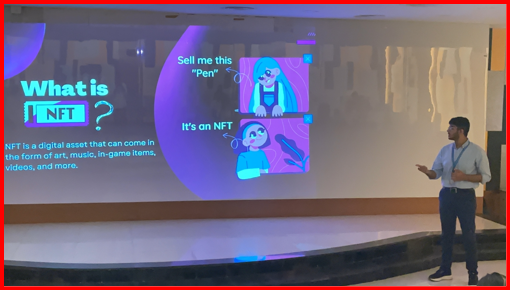 What is
NFT
?
NFT is a digital asset that can come in
the form of art, music, in-game items,
videos, and more.
Sell me this
"Pen"
It's an NFT